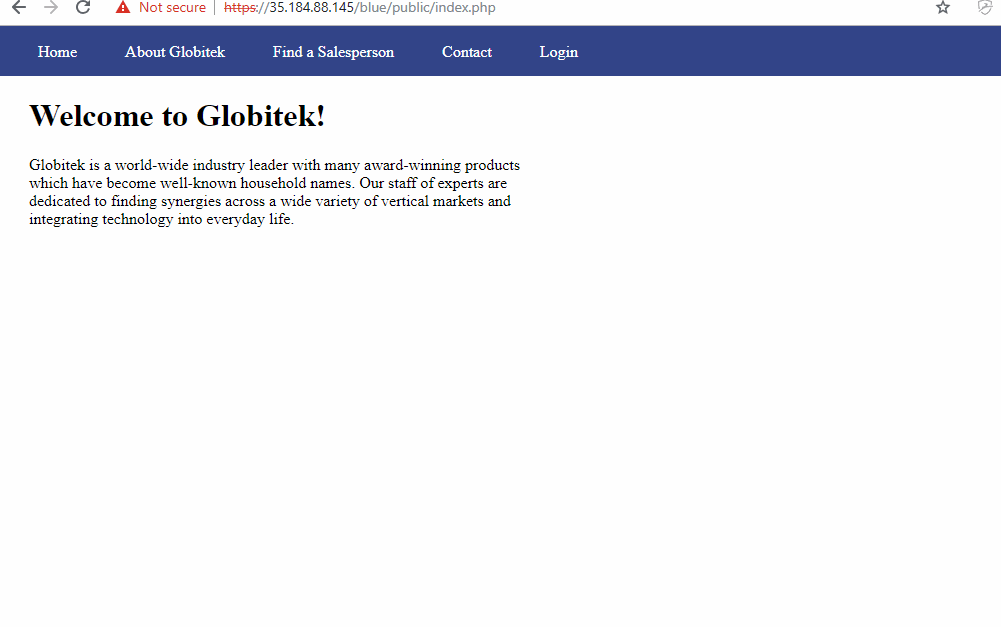 Not secure | https://35.184.88.145/blue/public/index.php
Home About Globitek Find a Salesperson Contact Login
Welcome to Globitek!
Globitek is a world-wide industry leader with many award-winning products
which have become well-known household names. Our staff of experts are
dedicated to finding synergies across a wide variety of vertical markets and
integrating technology into everyday life.